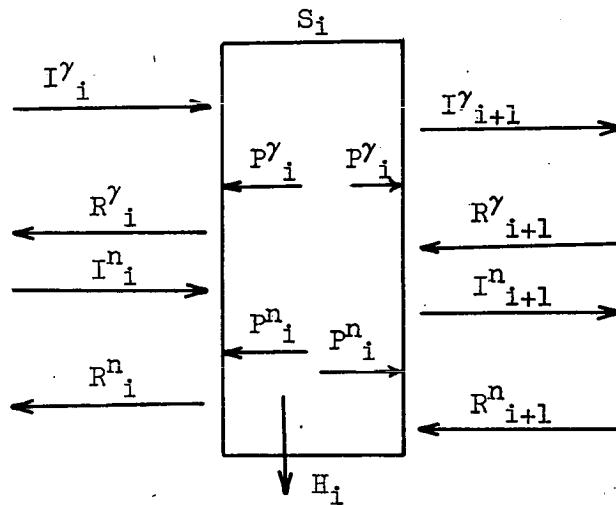 S_i
I^γ_i
I^γ_{i+1}
P^γ_i P^γ_i
R^γ_i
R^γ_{i+1}
I^n_i
I^n_{i+1}
P^n_i P^n_i
R^n_i
R^n_{i+1}
H_i